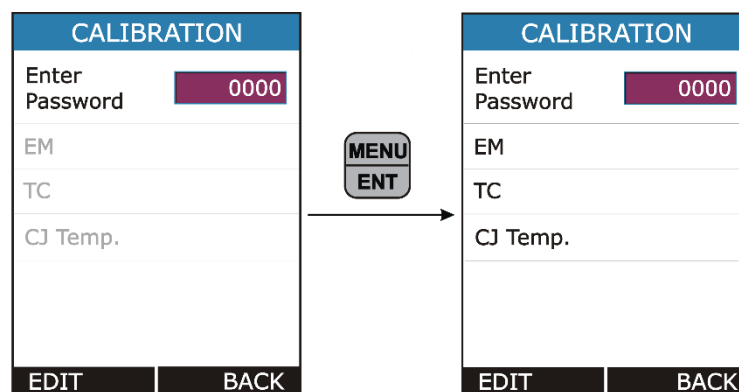 CALIBRATION
Enter
Password
0000
EM
TC
CJ Temp.
EDIT
BACK
MENU
ENT
CALIBRATION
Enter
Password
0000
EM
TC
CJ Temp.
EDIT
BACK